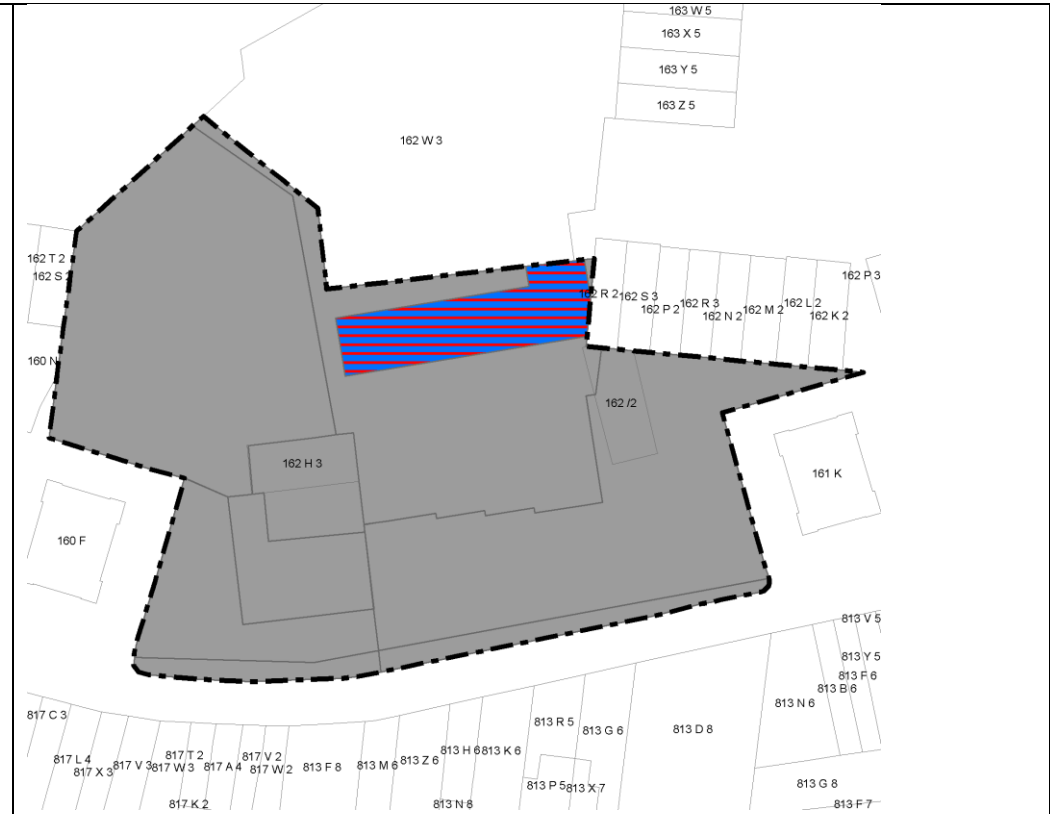 163 W 5
163 X 5
163 Y 5
163 Z 5
162 W 3
162 T 2
162 S 2
160 N
162 R 2
162 S 3
162 P 2
162 R 3
162 N 2
162 M 2
162 L 2
162 K 2
162 P 3
162 /2
162 H 3
161 K
160 F
813 V 5
813 Y 5
813 F 6
813 B 6
813 N 6
817 C 3
817 L 4
817 X 3
817 V 3
817 T 2
817 W 3
817 A 4
817 V 2
817 W 2
813 F 8
813 M 6
813 Z 6
813 H 6
813 K 6
813 R 5
813 G 6
813 D 8
813 P 5
813 X 7
813 G 8
817 K 2
813 N 8
813 F 7